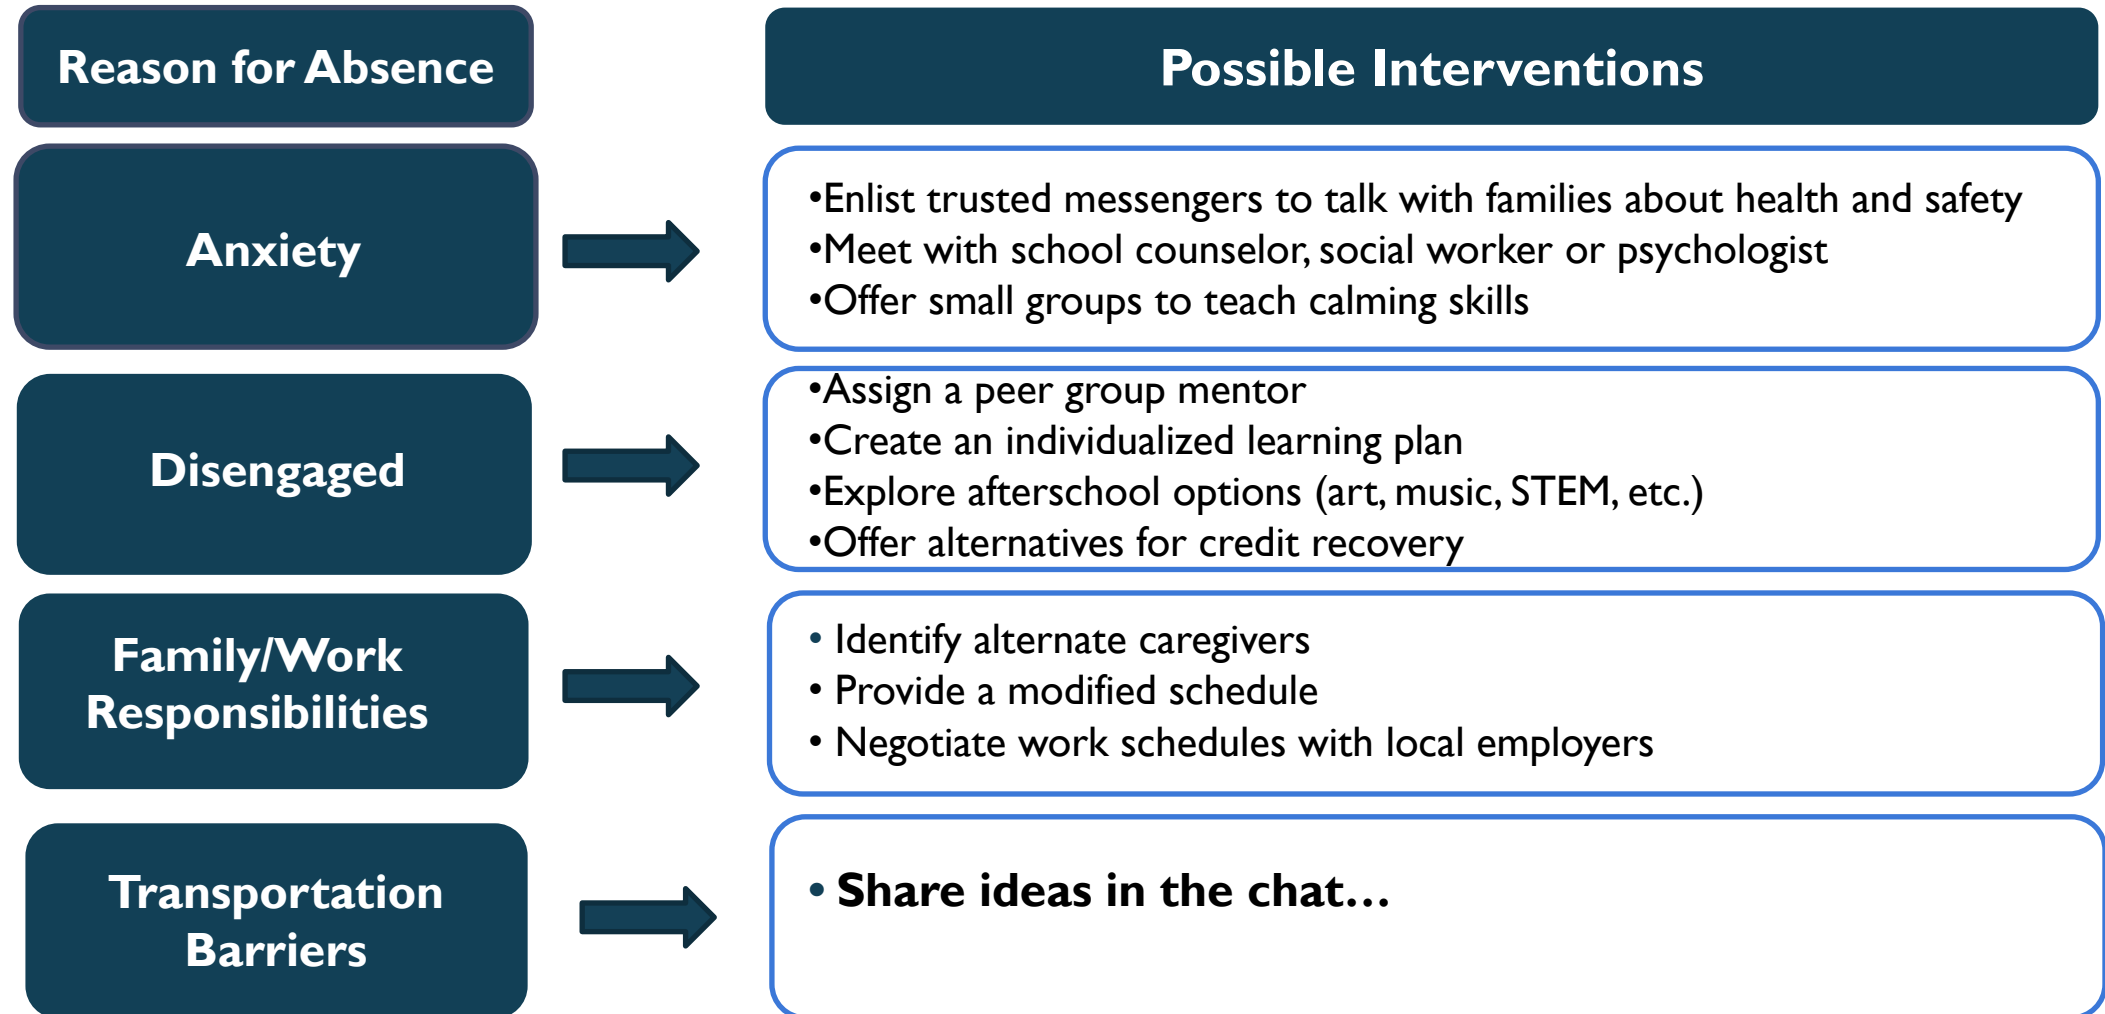 Reason for Absence
Possible Interventions
Anxiety
•Enlist trusted messengers to talk with families about health and safety
•Meet with school counselor, social worker or psychologist
•Offer small groups to teach calming skills
Disengaged
•Assign a peer group mentor
•Create an individualized learning plan
•Explore afterschool options (art, music, STEM, etc.)
•Offer alternatives for credit recovery
Family/Work
Responsibilities
• Identify alternate caregivers
• Provide a modified schedule
• Negotiate work schedules with local employers
Transportation
Barriers
• Share ideas in the chat…